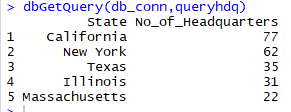 > dbGetQuery(db_conn,queryhdq)
State No_of_Headquarters
1 California 77
2 New York 62
3 Texas 35
4 Illinois 31
5 Massachusetts 22
>